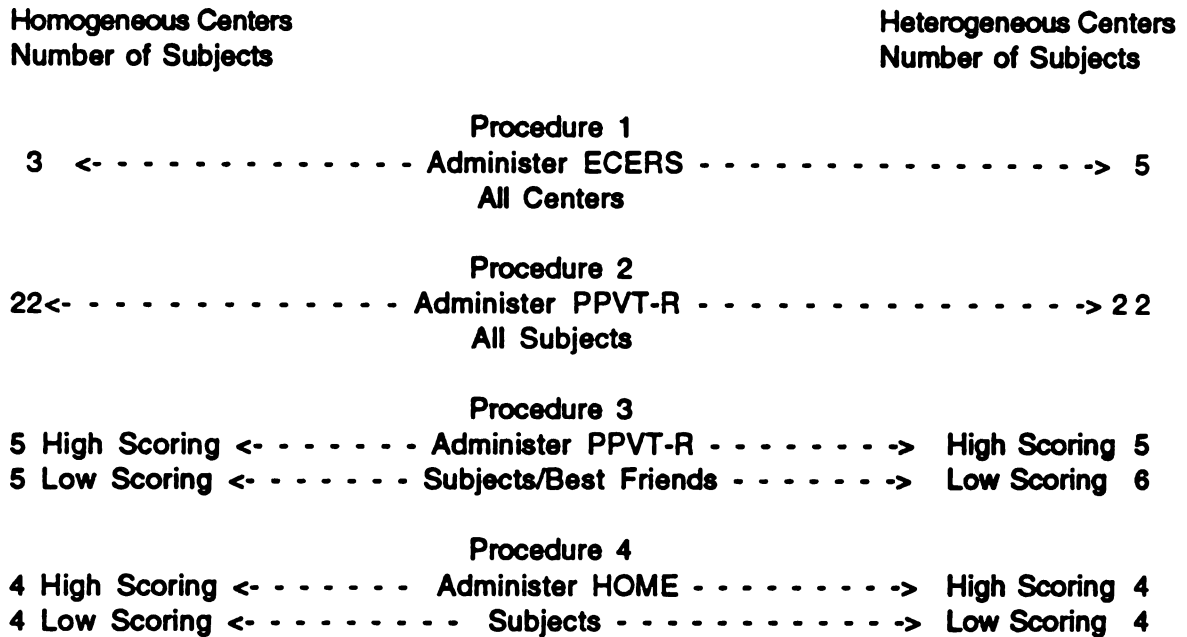 Homogeneous Centers Heterogeneous Centers
Number of Subjects Number of Subjects
Procedure 1
3 <- - - - - - - - - - - - - - Administer ECERS - - - - - - - - - - - - - - - - -> 5
All Centers
Procedure 2
22<- - - - - - - - - - - - - - Administer PPVT-R - - - - - - - - - - - - - - - -> 2 2
All Subjects
Procedure 3
5 High Scoring <- - - - - - - Administer PPVT-R - - - - - - - -> High Scoring 5
5 Low Scoring <- - - - - - - Subjects/Best Friends - - - - - - -> Low Scoring 6
Procedure 4
4 High Scoring <- - - - - - - Administer HOME - - - - - - - - -> High Scoring 4
4 Low Scoring <- - - - - - - - - Subjects - - - - - - - - - - - -> Low Scoring 4